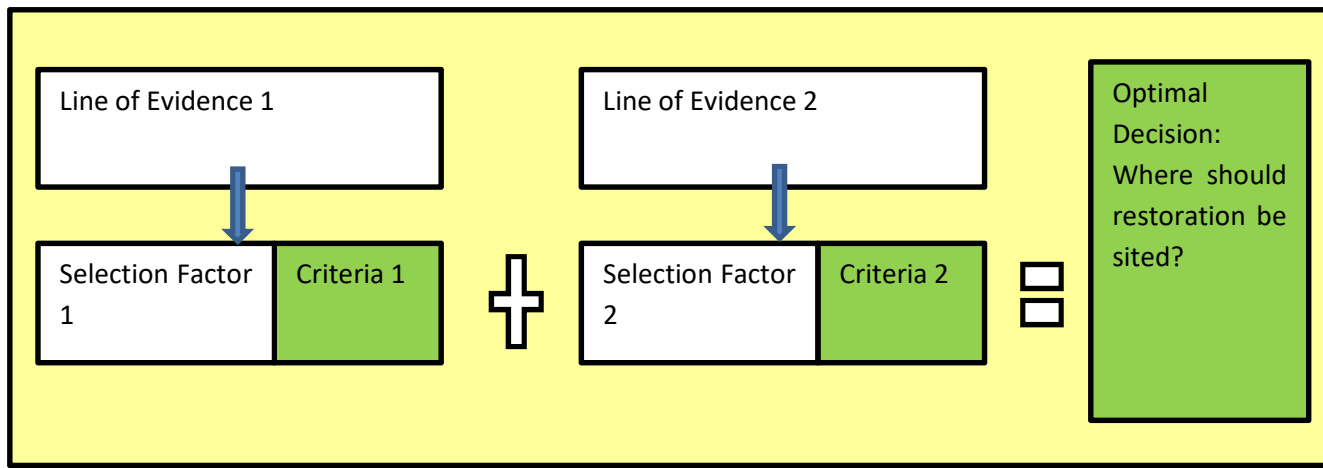 Line of Evidence 1
Line of Evidence 2
Selection Factor
1
Criteria 1
Selection Factor
2
Criteria 2
Optimal
Decision:
Where should
restoration be
sited?